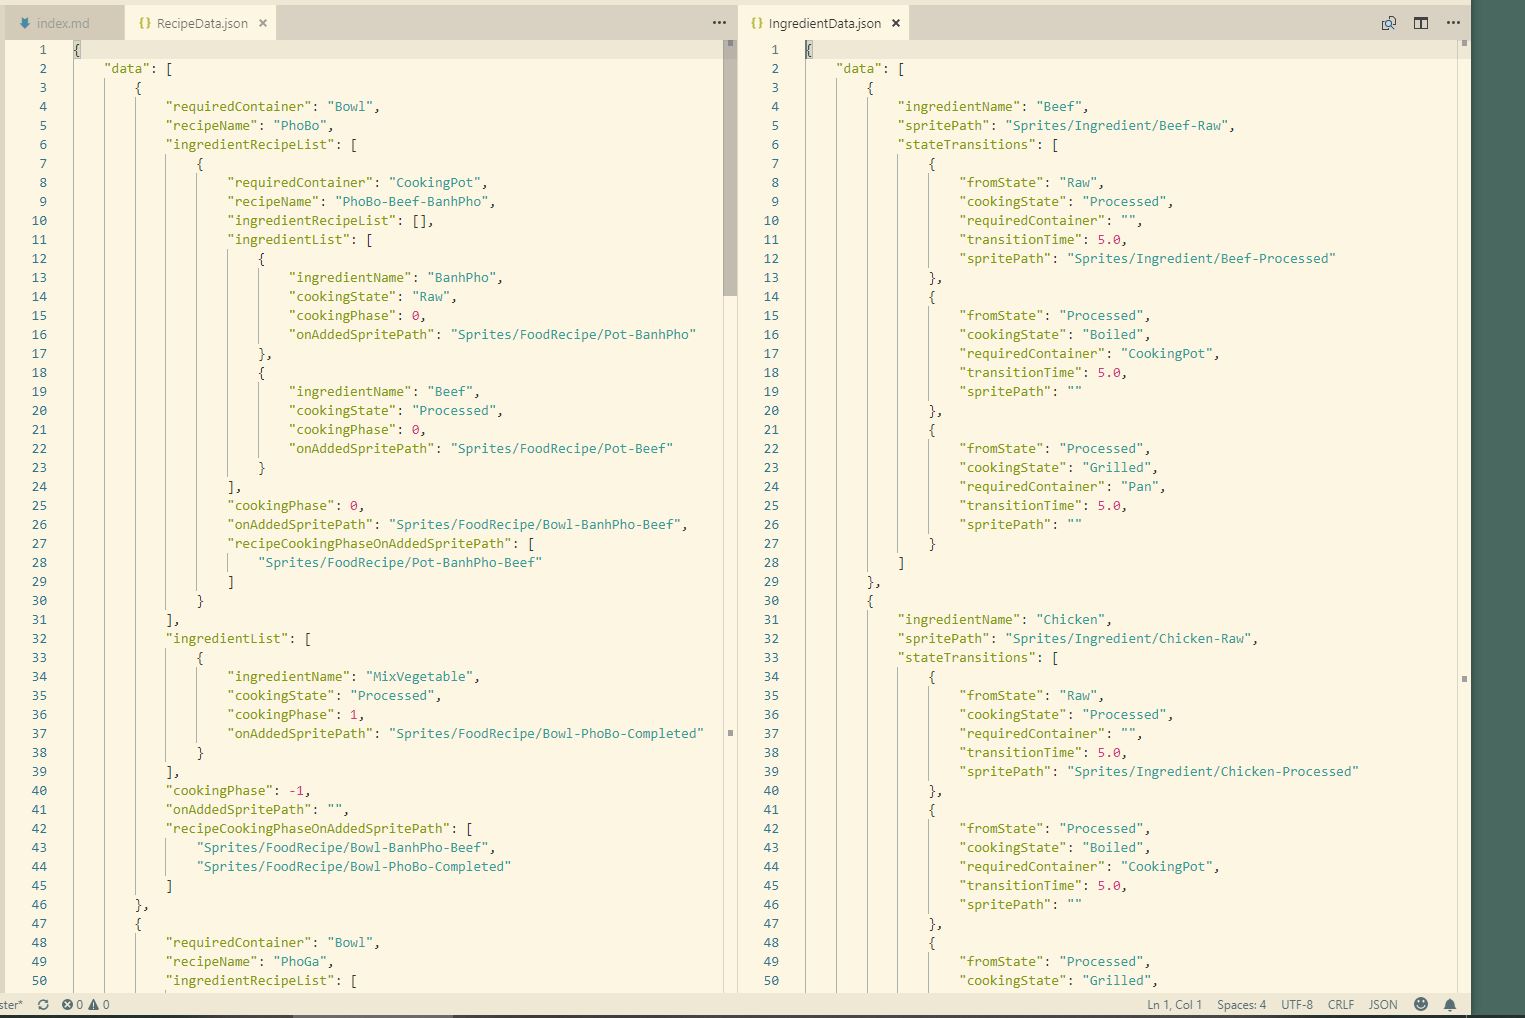 index.md
{} RecipeData.json ×
{} IngredientData.json ×
1 {
2 "data": [
3 {
4 "requiredContainer": "Bowl",
5 "recipeName": "PhoBo",
6 "ingredientRecipeList": [
7 {
8 "requiredContainer": "CookingPot",
9 "recipeName": "PhoBo-Beef-BanhPho",
10 "ingredientRecipeList": [],
11 "ingredientList": [
12 {
13 "ingredientName": "BanhPho",
14 "cookingState": "Raw",
15 "cookingPhase": 0,
16 "onAddedSpritePath": "Sprites/FoodRecipe/Pot-BanhPho"
17 },
18 {
19 "ingredientName": "Beef",
20 "cookingState": "Processed",
21 "cookingPhase": 0,
22 "onAddedSpritePath": "Sprites/FoodRecipe/Pot-Beef"
23 }
24 ],
25 "cookingPhase": 0,
26 "onAddedSpritePath": "Sprites/FoodRecipe/Bowl-BanhPho-Beef",
27 "recipeCookingPhaseOnAddedSpritePath": [
28 "Sprites/FoodRecipe/Pot-BanhPho-Beef"
29 ]
30 }
31 ],
32 "ingredientList": [
33 {
34 "ingredientName": "MixVegetable",
35 "cookingState": "Processed",
36 "cookingPhase": 1,
37 "onAddedSpritePath": "Sprites/FoodRecipe/Bowl-PhoBo-Completed"
38 }
39 ],
40 "cookingPhase": -1,
41 "onAddedSpritePath": "",
42 "recipeCookingPhaseOnAddedSpritePath": [
43 "Sprites/FoodRecipe/Bowl-BanhPho-Beef",
44 "Sprites/FoodRecipe/Bowl-PhoBo-Completed"
45 ]
46 },
47 {
48 "requiredContainer": "Bowl",
49 "recipeName": "PhoGa",
50 "ingredientRecipeList": [
1 {
2 "data": [
3 {
4 "ingredientName": "Beef",
5 "spritePath": "Sprites/Ingredient/Beef-Raw",
6 "stateTransitions": [
7 {
8 "fromState": "Raw",
9 "cookingState": "Processed",
10 "requiredContainer": "",
11 "transitionTime": 5.0,
12 "spritePath": "Sprites/Ingredient/Beef-Processed"
13 },
14 {
15 "fromState": "Processed",
16 "cookingState": "Boiled",
17 "requiredContainer": "CookingPot",
18 "transitionTime": 5.0,
19 "spritePath": ""
20 },
21 {
22 "fromState": "Processed",
23 "cookingState": "Grilled",
24 "requiredContainer": "Pan",
25 "transitionTime": 5.0,
26 "spritePath": ""
27 }
28 ]
29 },
30 {
31 "ingredientName": "Chicken",
32 "spritePath": "Sprites/Ingredient/Chicken-Raw",
33 "stateTransitions": [
34 {
35 "fromState": "Raw",
36 "cookingState": "Processed",
37 "requiredContainer": "",
38 "transitionTime": 5.0,
39 "spritePath": "Sprites/Ingredient/Chicken-Processed"
40 },
41 {
42 "fromState": "Processed",
43 "cookingState": "Boiled",
44 "requiredContainer": "CookingPot",
45 "transitionTime": 5.0,
46 "spritePath": ""
47 },
48 {
49 "fromState": "Processed",
50 "cookingState": "Grilled",
ster* 0 0 Ln 1, Col 1 Spaces: 4 UTF-8 CRLF JSON